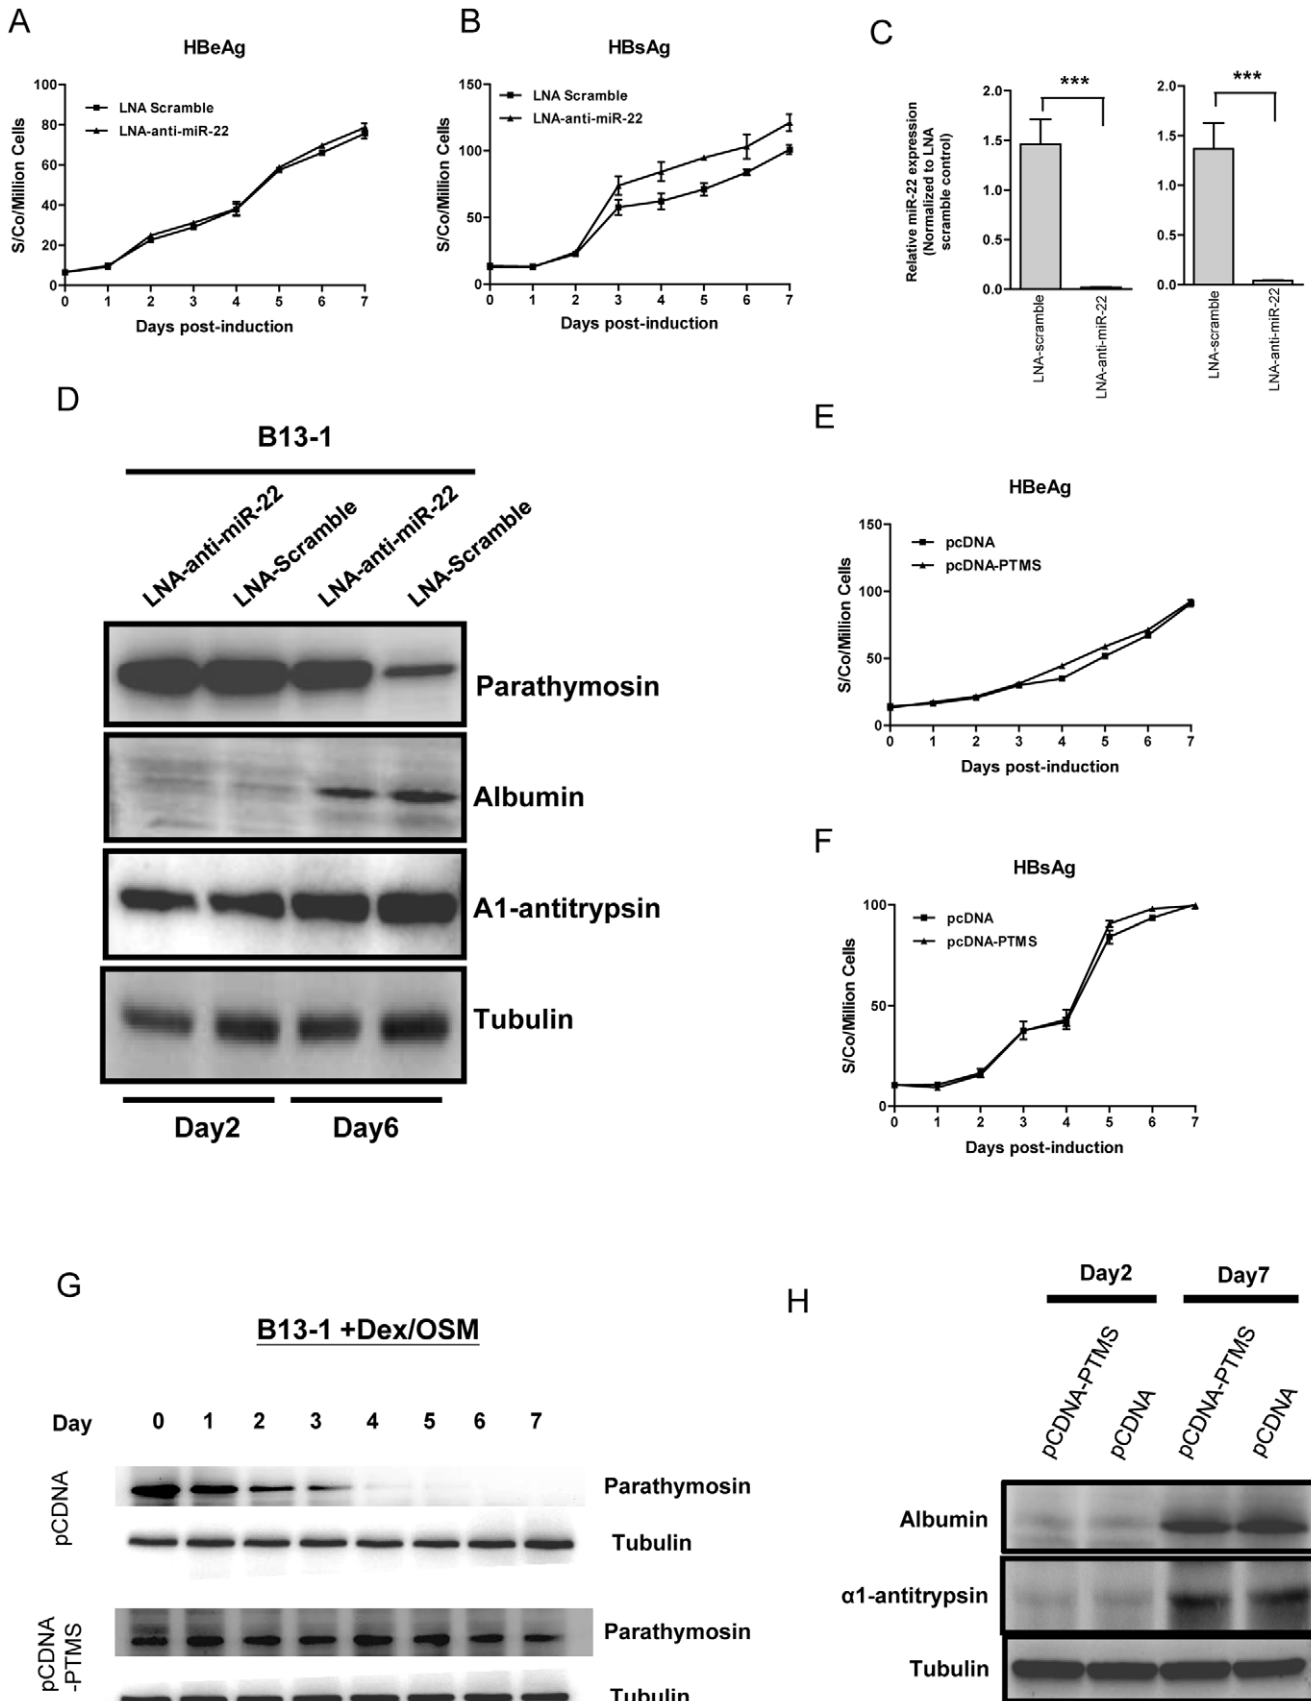 A
HBeAg
LNA Scramble
LNA-anti-miR-22
S/Co/Million Cells
100
80
60
40
20
0
0 1 2 3 4 5 6 7
Days post-induction
B
HBsAg
LNA Scramble
LNA-anti-miR-22
S/Co/Million Cells
150
100
50
0
0 1 2 3 4 5 6 7
Days post-induction
C
Relative miR-22 expression
(Normalized to LNA
scramble control)
***
2.0
1.5
1.0
0.5
0.0
LNA-scramble
LNA-anti-miR-22
***
2.0
1.5
1.0
0.5
0.0
LNA-scramble
LNA-anti-miR-22
D
B13-1
LNA-anti-miR-22
LNA-Scramble
LNA-anti-miR-22
LNA-Scramble
Parathymosin
Albumin
A1-antitrypsin
Tubulin
Day2 Day6
E
HBeAg
pcDNA
pcDNA-PTMS
S/Co/Million Cells
150
100
50
0
0 1 2 3 4 5 6 7
Days post-induction
F
HBsAg
pcDNA
pcDNA-PTMS
S/Co/Million Cells
100
50
0
0 1 2 3 4 5 6 7
Days post-induction
G
B13-1 +Dex/OSM
Day 0 1 2 3 4 5 6 7
pCDNA
Parathymosin
Tubulin
pCDNA
-PTMS
Parathymosin
Tubulin
H
Day2 Day7
pCDNA-PTMS
pCDNA
pCDNA-PTMS
pCDNA
Albumin
α1-antitrypsin
Tubulin